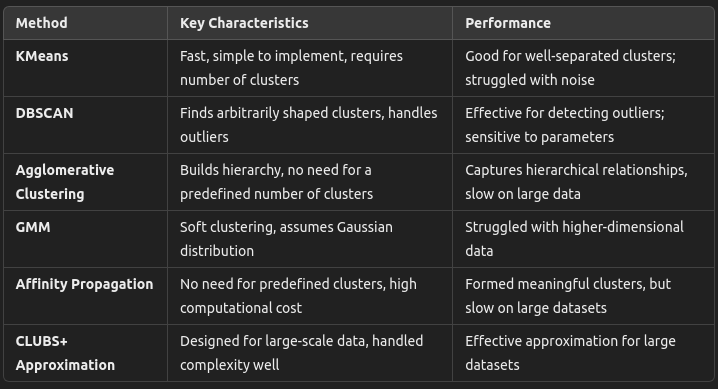 Method Key Characteristics Performance
KMeans Fast, simple to implement, requires Good for well-separated clusters;
number of clusters struggled with noise
DBSCAN Finds arbitrarily shaped clusters, handles Effective for detecting outliers;
outliers sensitive to parameters
Agglomerative Builds hierarchy, no need for a Captures hierarchical relationships,
Clustering predefined number of clusters slow on large data
GMM Soft clustering, assumes Gaussian Struggled with higher-dimensional
distribution data
Affinity Propagation No need for predefined clusters, high Formed meaningful clusters, but
computational cost slow on large datasets
CLUBS+ Designed for large-scale data, handled Effective approximation for large
Approximation complexity well datasets